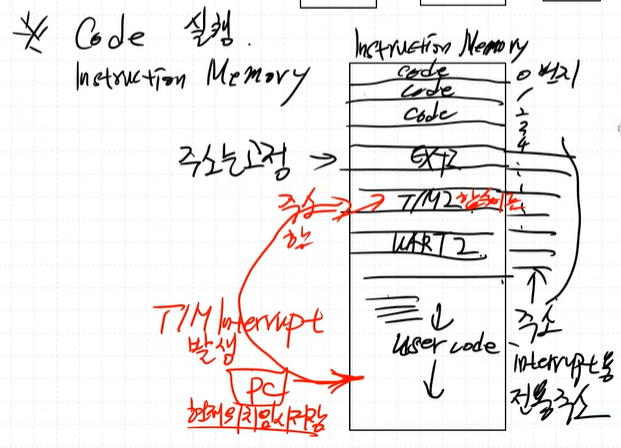 ※ Code 실행.
Instruction Memory
Instruction Memory
code
code
Code
0 번지
1
2
3
4
주소는고정 →
EXT2
TIM2 함수이름
UART2
주소
TIM Interrupt
발생
PC
현재위치임시저장
user code
주소
interrupt용
전용주소